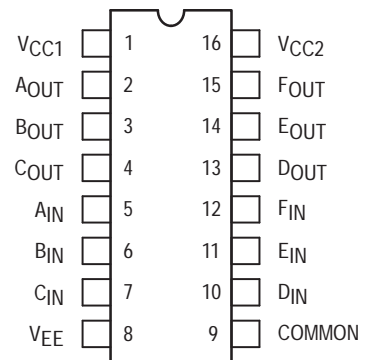 VCC1 1 16 VCC2
AOUT 2 15 FOUT
BOUT 3 14 EOUT
COUT 4 13 DOUT
AIN 5 12 FIN
BIN 6 11 EIN
CIN 7 10 DIN
VEE 8 9 COMMON